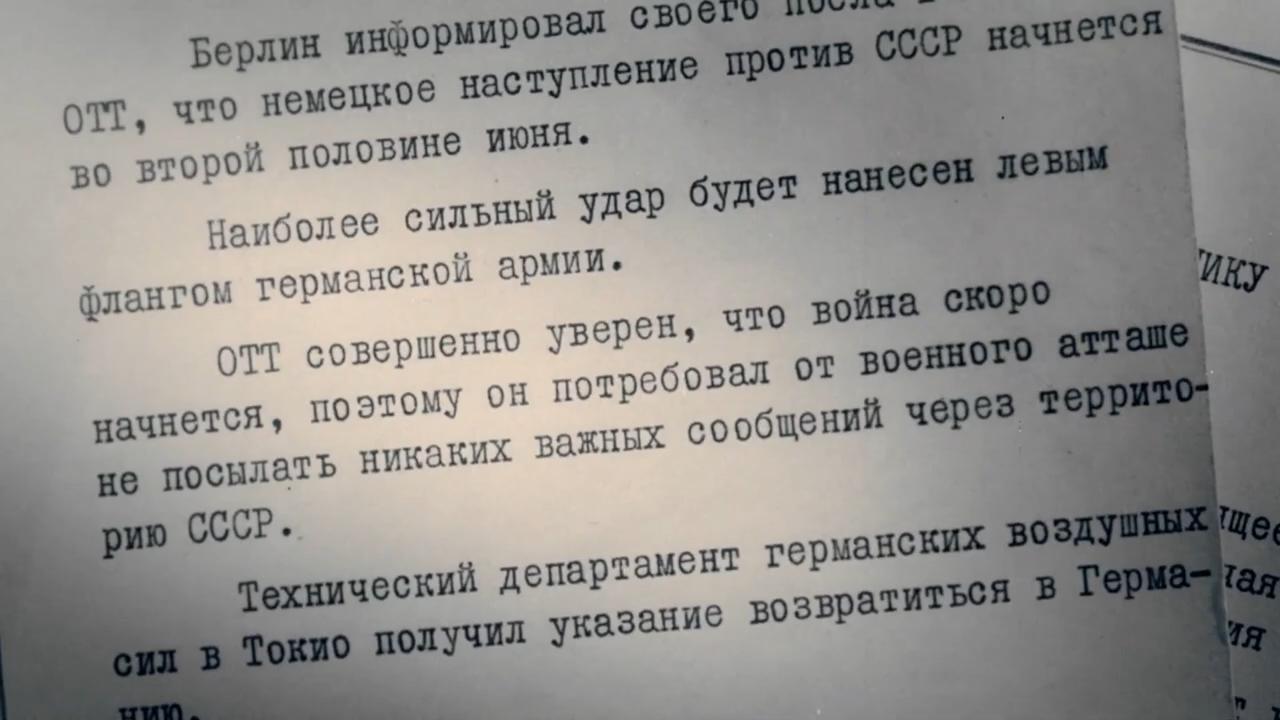 Берлин информировал своего посла
ОТТ, что немецкое наступление против СССР начнется
во второй половине июня.
Наиболее сильный удар будет нанесен левым
флангом германской армии.
ОТТ совершенно уверен, что война скоро
начнется, поэтому он потребовал от военного атташе
не посылать никаких важных сообщений через террито-
рию СССР.
Технический департамент германских воздушных
сил в Токио получил указание возвратиться в Герма-
нию.